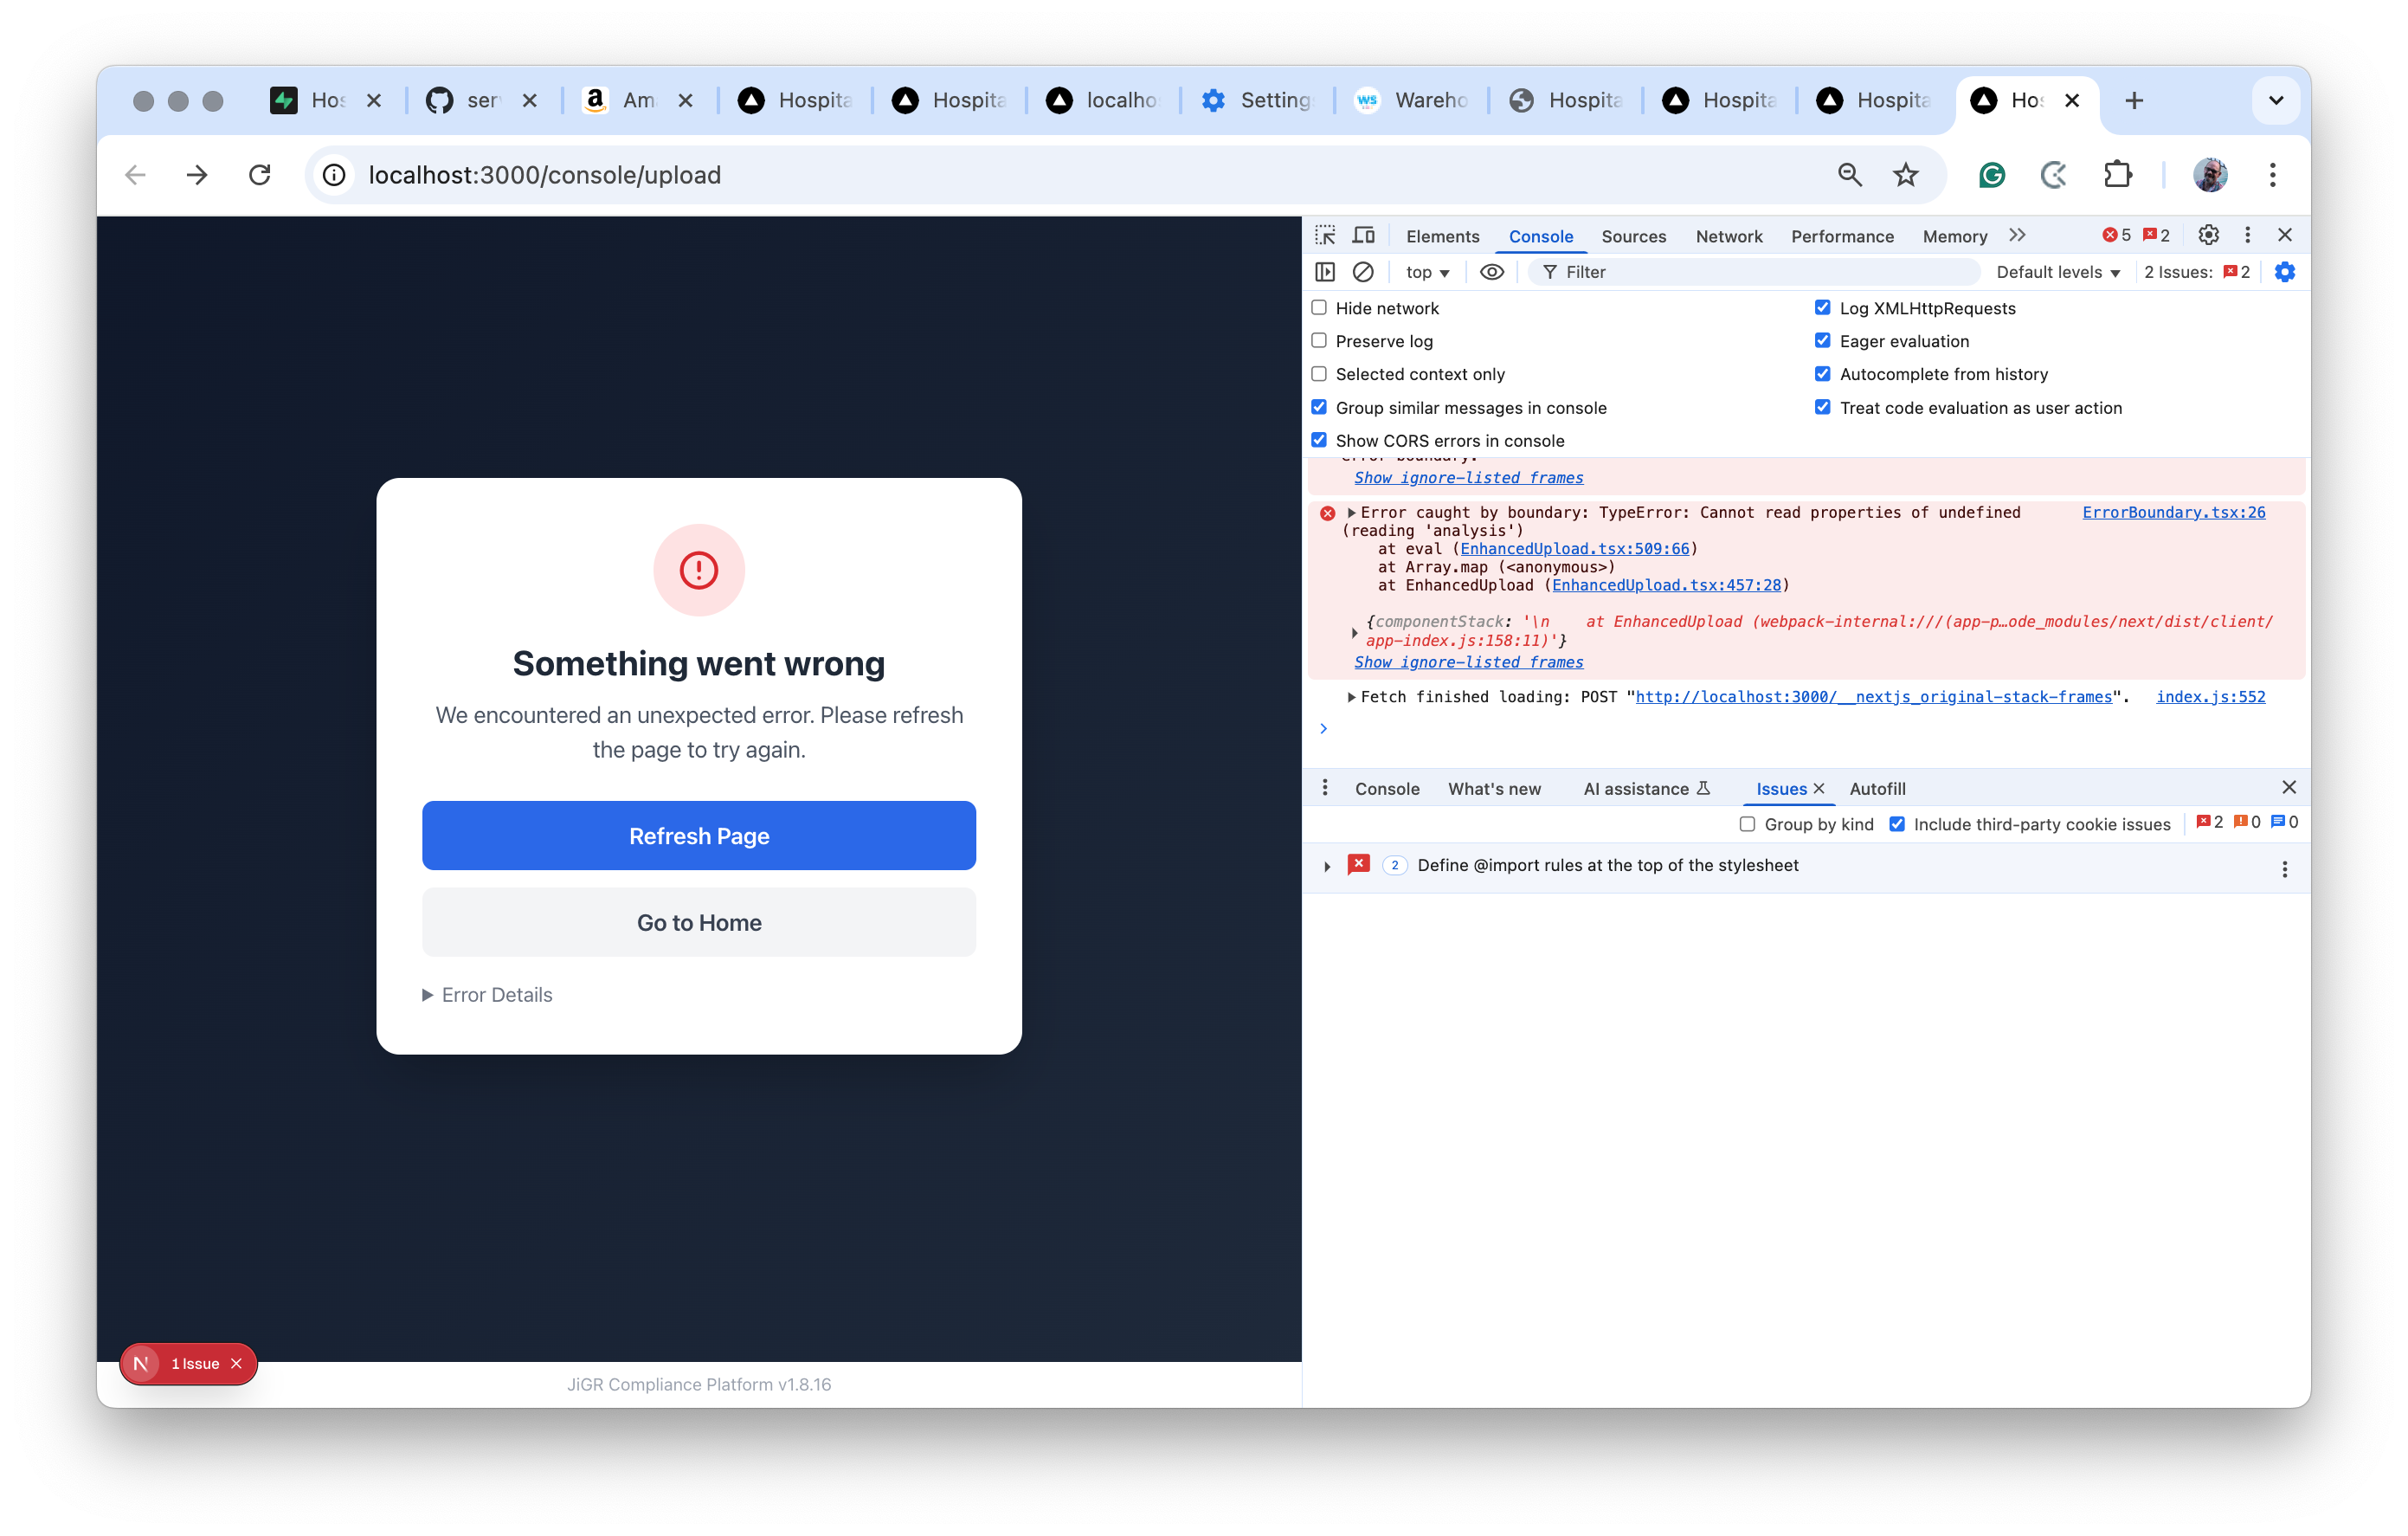 Hos
ser
Am
Hospita
Hospita
localho
Setting
Wareho
Hospita
Hospita
Hospita
Hos
localhost:3000/console/upload
Elements
Console
Sources
Network
Performance
Memory
5
2
top
Filter
Default levels
2 Issues:
2
Hide network
Log XMLHttpRequests
Preserve log
Eager evaluation
Selected context only
Autocomplete from history
Group similar messages in console
Treat code evaluation as user action
Show CORS errors in console
error boundary.
Show ignore-listed frames
Error caught by boundary: TypeError: Cannot read properties of undefined ErrorBoundary.tsx:26
(reading 'analysis')
at eval (EnhancedUpload.tsx:509:66)
at Array.map (<anonymous>)
at EnhancedUpload (EnhancedUpload.tsx:457:28)
{componentStack: '\n    at EnhancedUpload (webpack-internal:///(app-p…ode_modules/next/dist/client/
app-index.js:158:11)'}
Show ignore-listed frames
Fetch finished loading: POST "http://localhost:3000/__nextjs_original-stack-frames". index.js:552
Console
What's new
AI assistance
Issues
Autofill
Group by kind
Include third-party cookie issues
2
0
0
2
Define @import rules at the top of the stylesheet
Something went wrong
We encountered an unexpected error. Please refresh
the page to try again.
Refresh Page
Go to Home
Error Details
N
1 Issue
JiGR Compliance Platform v1.8.16